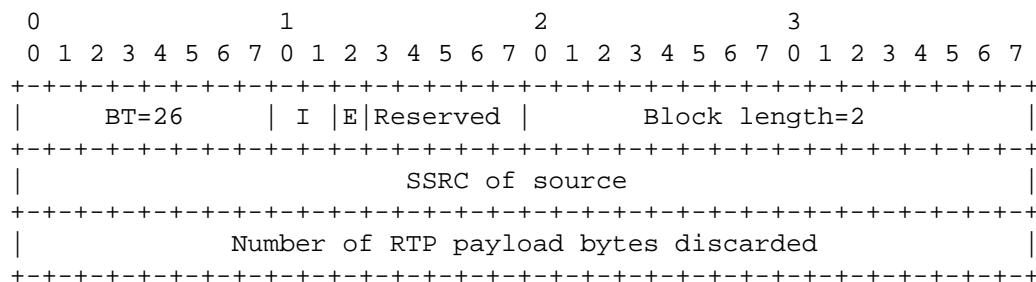 0                   1               2               3
 0 1 2 3 4 5 6 7 0 1 2 3 4 5 6 7 0 1 2 3 4 5 6 7 0 1 2 3 4 5 6 7
+-+-+-+-+-+-+-+-+-+-+-+-+-+-+-+-+-+-+-+-+-+-+-+-+-+-+-+-+-+-+-+-+
|     BT=26     | I |E|Reserved |       Block length=2          |
+-+-+-+-+-+-+-+-+-+-+-+-+-+-+-+-+-+-+-+-+-+-+-+-+-+-+-+-+-+-+-+-+
|                        SSRC of source                         |
+-+-+-+-+-+-+-+-+-+-+-+-+-+-+-+-+-+-+-+-+-+-+-+-+-+-+-+-+-+-+-+-+
|             Number of RTP payload bytes discarded             |
+-+-+-+-+-+-+-+-+-+-+-+-+-+-+-+-+-+-+-+-+-+-+-+-+-+-+-+-+-+-+-+-+